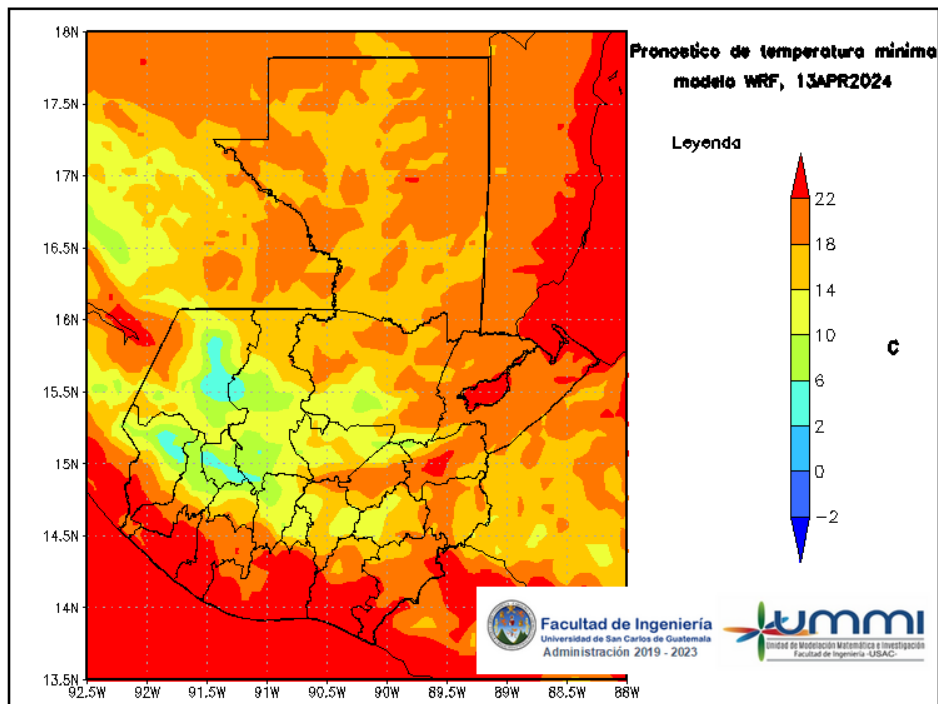 Pronostico de temperatura minima
modelo WRF, 13APR2024
Leyenda
22
18
14
10
6
2
0
−2
C
18N
17.5N
17N
16.5N
16N
15.5N
15N
14.5N
14N
13.5N
92.5W 92W 91.5W 91W 90.5W 90W 89.5W 89W 88.5W 88W
Facultad de Ingeniería
Universidad de San Carlos de Guatemala
Administración 2019 - 2023
ummi
Unidad de Modelación Matemática e Investigación
Facultad de Ingeniería -USAC-